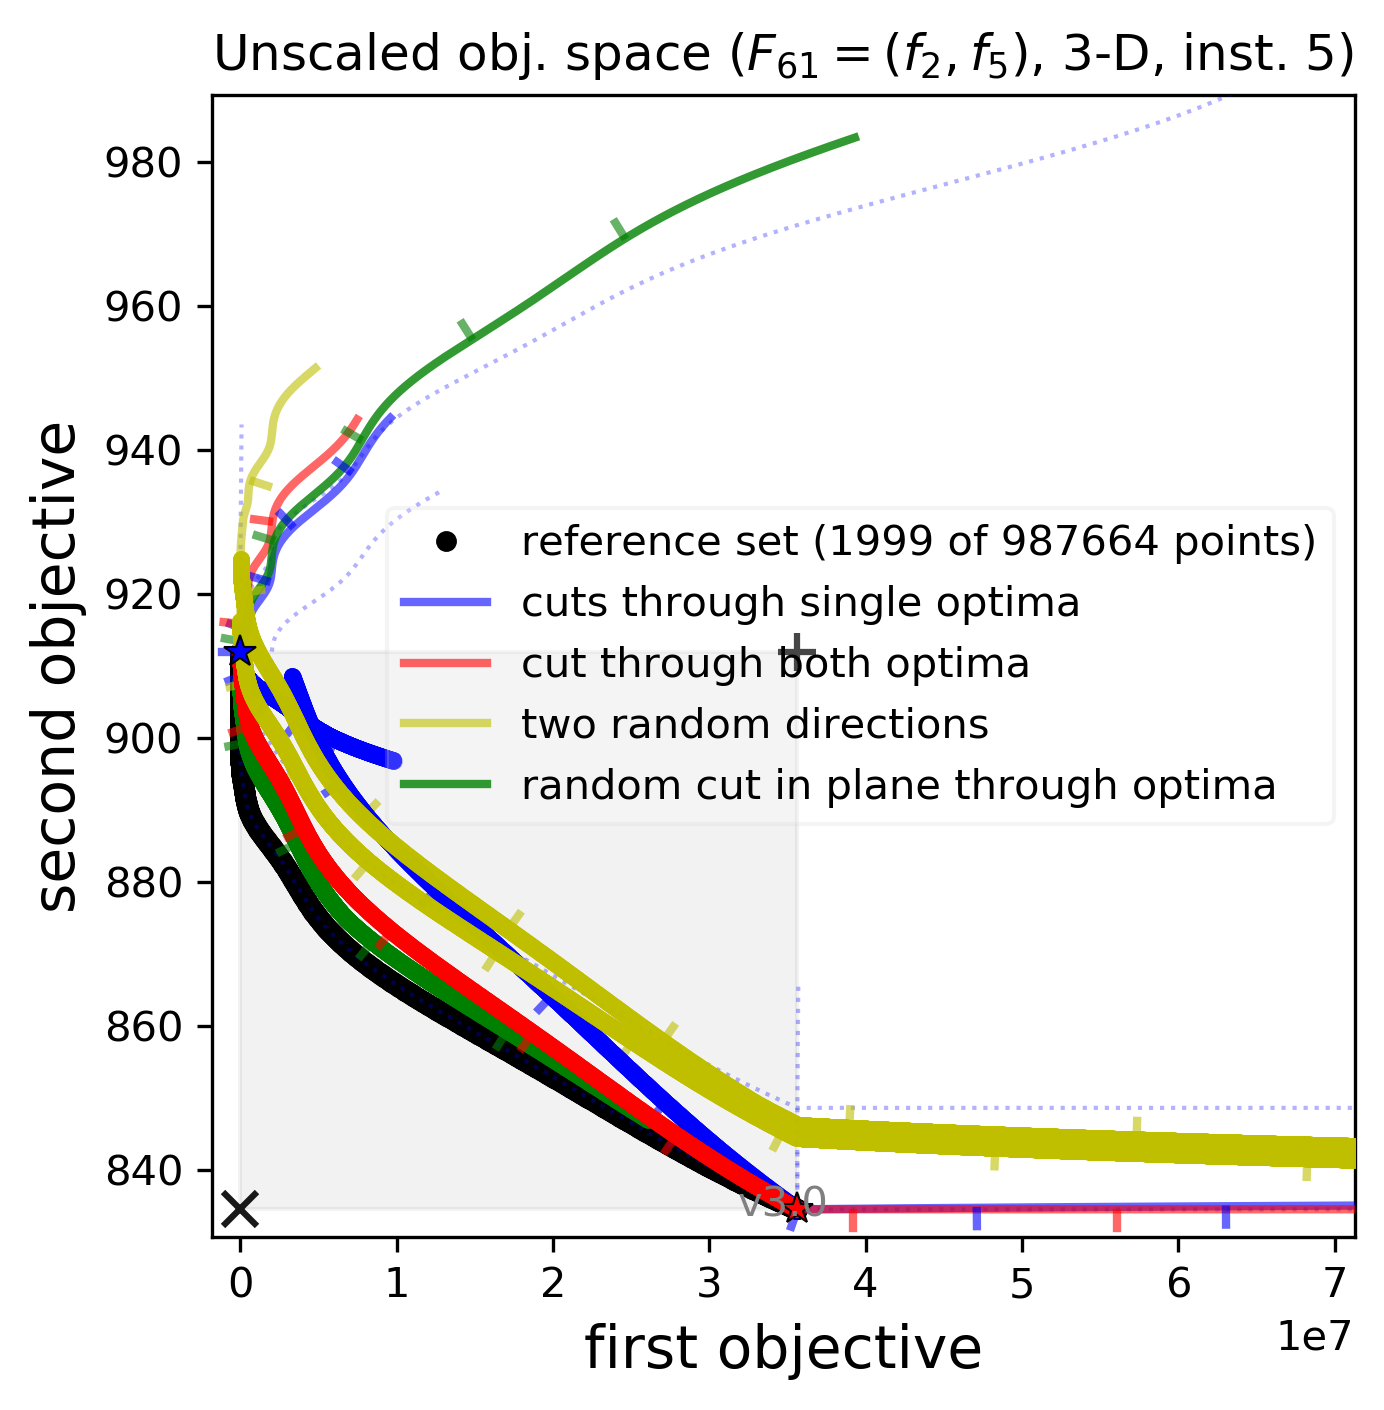 Unscaled obj. space (F₆₁ = (f₂, f₅), 3-D, inst. 5)
980
960
940
920
900
880
860
840
second objective
reference set (1999 of 987664 points)
cuts through single optima
cut through both optima
two random directions
random cut in plane through optima
v3.0
0 1 2 3 4 5 6 7
1e7
first objective